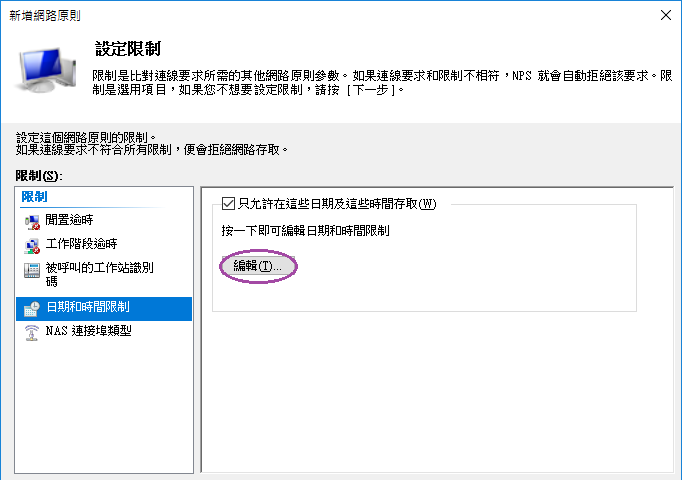 新增網路原則
設定限制
限制是比對連線要求所需的其他網路原則參數。如果連線要求和限制不相符，NPS 就會自動拒絕該要求。限
制是選用項目，如果您不想要設定限制，請按 [下一步]。
設定這個網路原則的限制。
如果連線要求不符合所有限制，便會拒絕網路存取。
限制(S):
限制
閒置逾時
工作階段逾時
被呼叫的工作站識別
碼
日期和時間限制
NAS 連接埠類型
只允許在這些日期及這些時間存取(W)
按一下即可編輯日期和時間限制
編輯(T)...